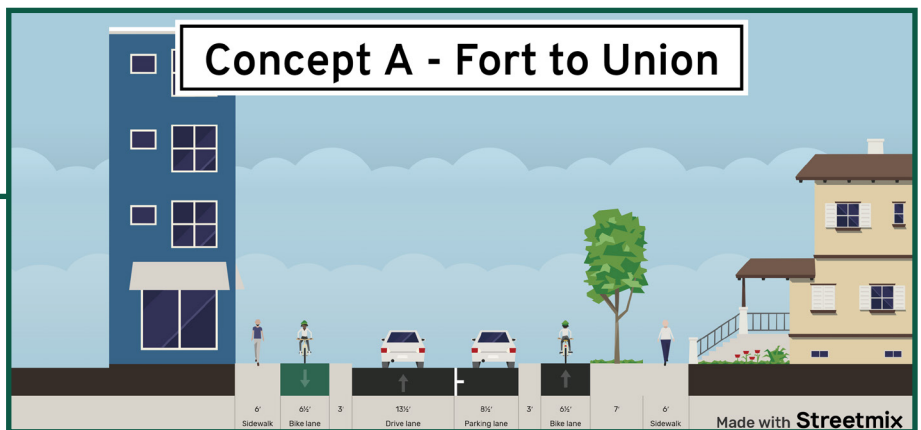 Concept A - Fort to Union
6' 6½' 3' 13½' 8½' 3' 6½' 7' 6'
Sidewalk Bike lane Drive lane Parking lane Bike lane Sidewalk
Made with Streetmix